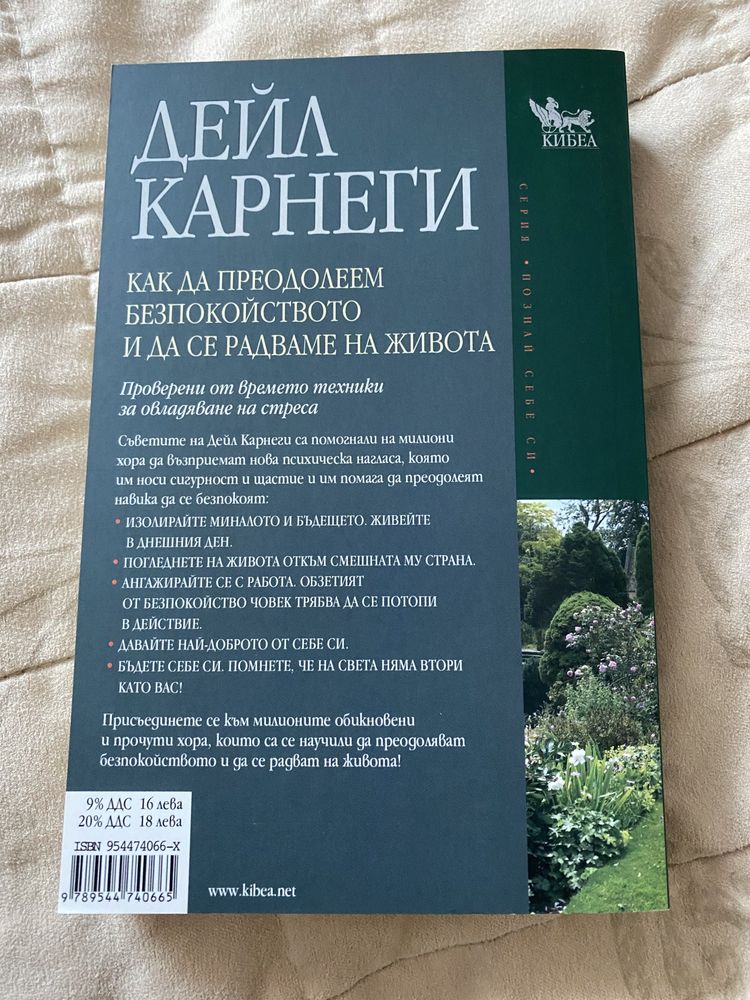 ДЕЙЛ
КАРНЕГИ
КАК ДА ПРЕОДОЛЕЕМ
БЕЗПОКОЙСТВОТО
И ДА СЕ РАДВАМЕ НА ЖИВОТА
Проверени от времето техники
за овладяване на стреса
Съветите на Дейл Карнеги са помогнали на милиони
хора да възприемат нова психическа нагласа, която
им носи сигурност и щастие и им помага да преодолеят
навика да се безпокоят:
• ИЗОЛИРАЙТЕ МИНАЛОТО И БЪДЕЩЕТО. ЖИВЕЙТЕ
В ДНЕШНИЯ ДЕН.
• ПОГЛЕДНЕТЕ НА ЖИВОТА ОТКЪМ СМЕШНАТА МУ СТРАНА.
• АНГАЖИРАЙТЕ СЕ С РАБОТА. ОБЗЕТИЯТ
ОТ БЕЗПОКОЙСТВО ЧОВЕК ТРЯБВА ДА СЕ ПОТОПИ
В ДЕЙСТВИЕ.
• ДАВАЙТЕ НАЙ-ДОБРОТО ОТ СЕБЕ СИ.
• БЪДЕТЕ СЕБЕ СИ. ПОМНЕТЕ, ЧЕ НА СВЕТА НЯМА ВТОРИ
КАТО ВАС!
Присъединете се към милионите обикновени
и прочути хора, които са се научили да преодоляват
безпокойството и да се радват на живота!
9% ДДС 16 лева
20% ДДС 18 лева
ISBN 954474066-X
9 789544 740665
www.kibea.net
КИБЕА
СЕРИЯ • ПОЗНАЙ СЕБЕ СИ •